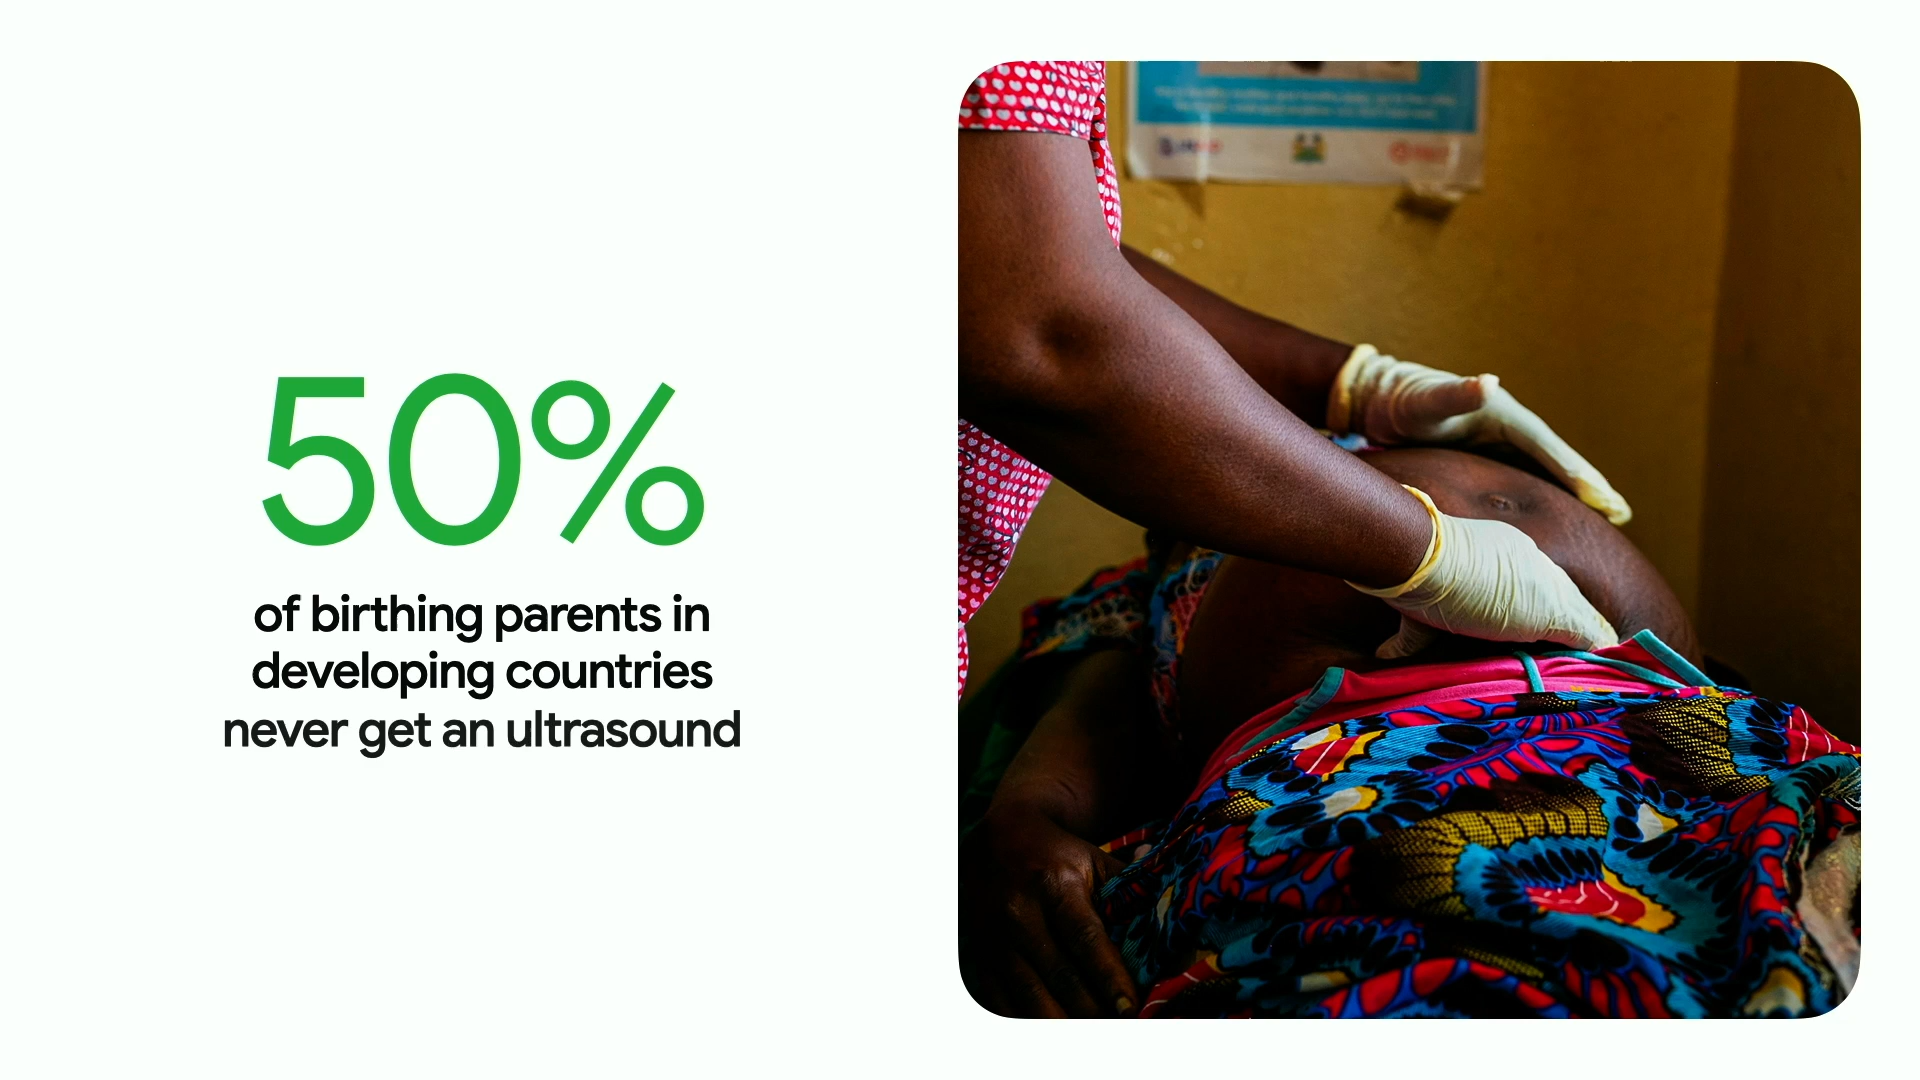 50%
of birthing parents in
developing countries
never get an ultrasound